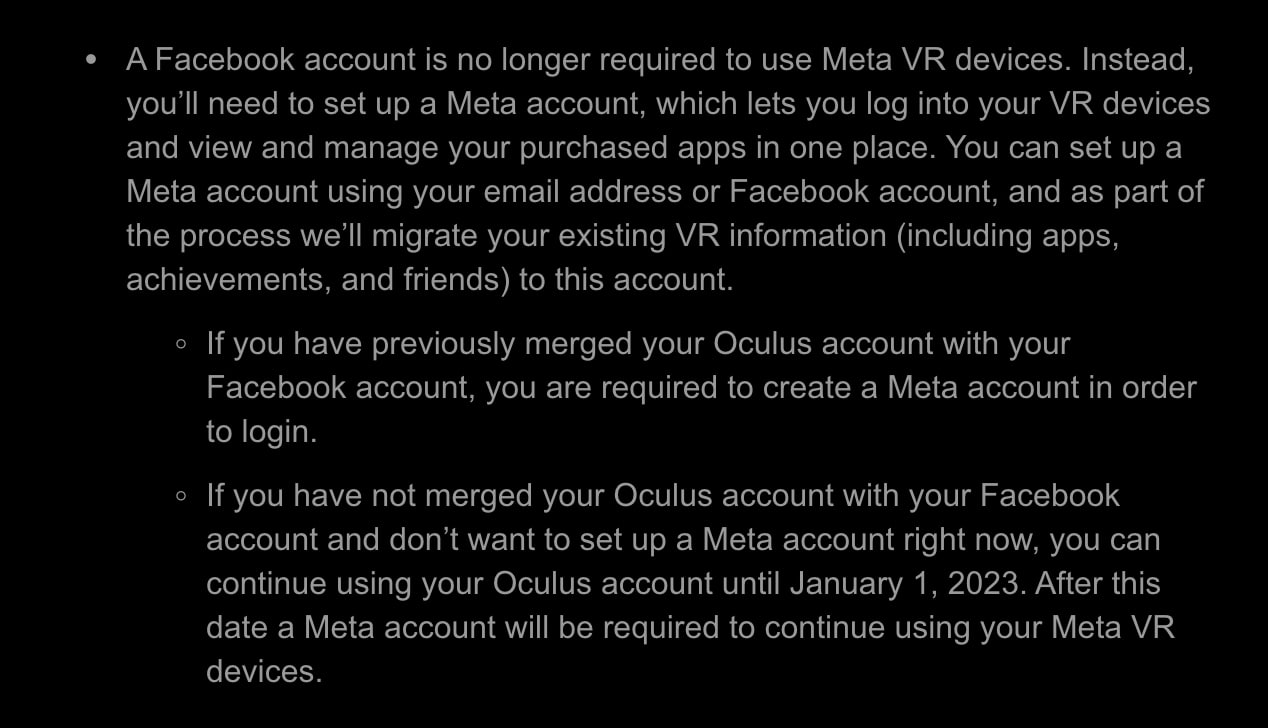 • A Facebook account is no longer required to use Meta VR devices. Instead,
you’ll need to set up a Meta account, which lets you log into your VR devices
and view and manage your purchased apps in one place. You can set up a
Meta account using your email address or Facebook account, and as part of
the process we’ll migrate your existing VR information (including apps,
achievements, and friends) to this account.
◦ If you have previously merged your Oculus account with your
Facebook account, you are required to create a Meta account in order
to login.
◦ If you have not merged your Oculus account with your Facebook
account and don’t want to set up a Meta account right now, you can
continue using your Oculus account until January 1, 2023. After this
date a Meta account will be required to continue using your Meta VR
devices.